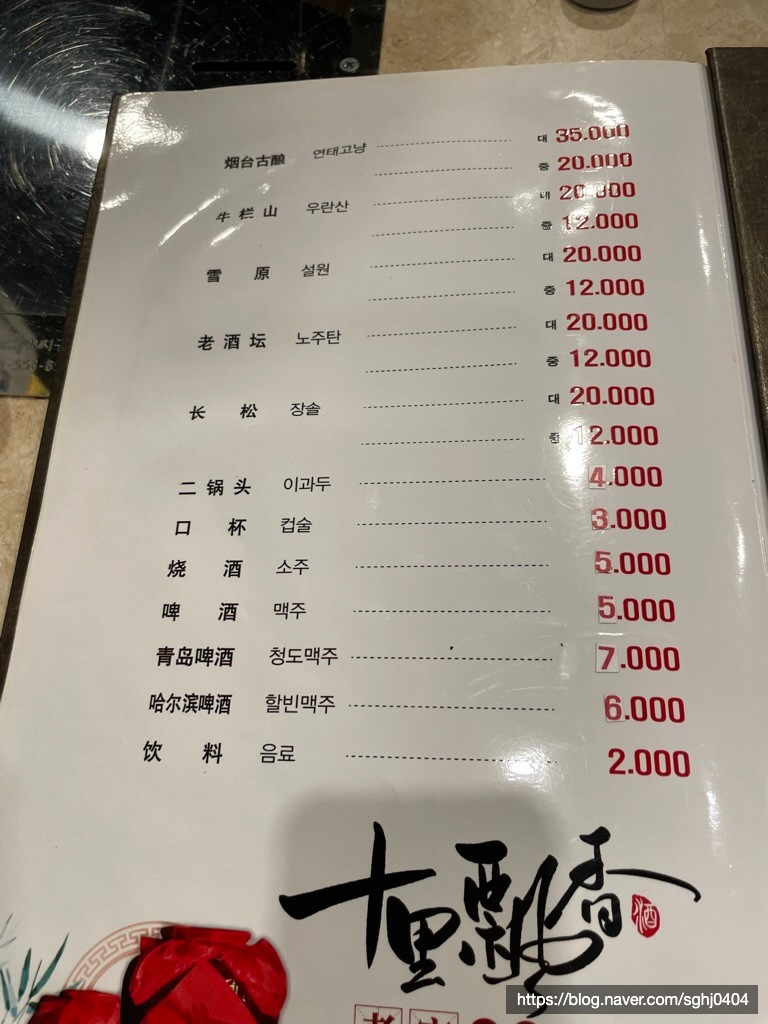 烟台古酿 연태고냥 대 35.000
중 20.000
牛栏山 우란산 대 20.000
중 12.000
雪原 설원 대 20.000
중 12.000
老酒坛 노주탄 대 20.000
중 12.000
长松 장솔 대 20.000
중 12.000
二锅头 이과두 4.000
口杯 컵술 3.000
烧酒 소주 5.000
啤酒 맥주 5.000
青岛啤酒 청도맥주 7.000
哈尔滨啤酒 할빈맥주 6.000
饮料 음료 2.000
十里飘香 酒
https://blog.naver.com/sghj0404